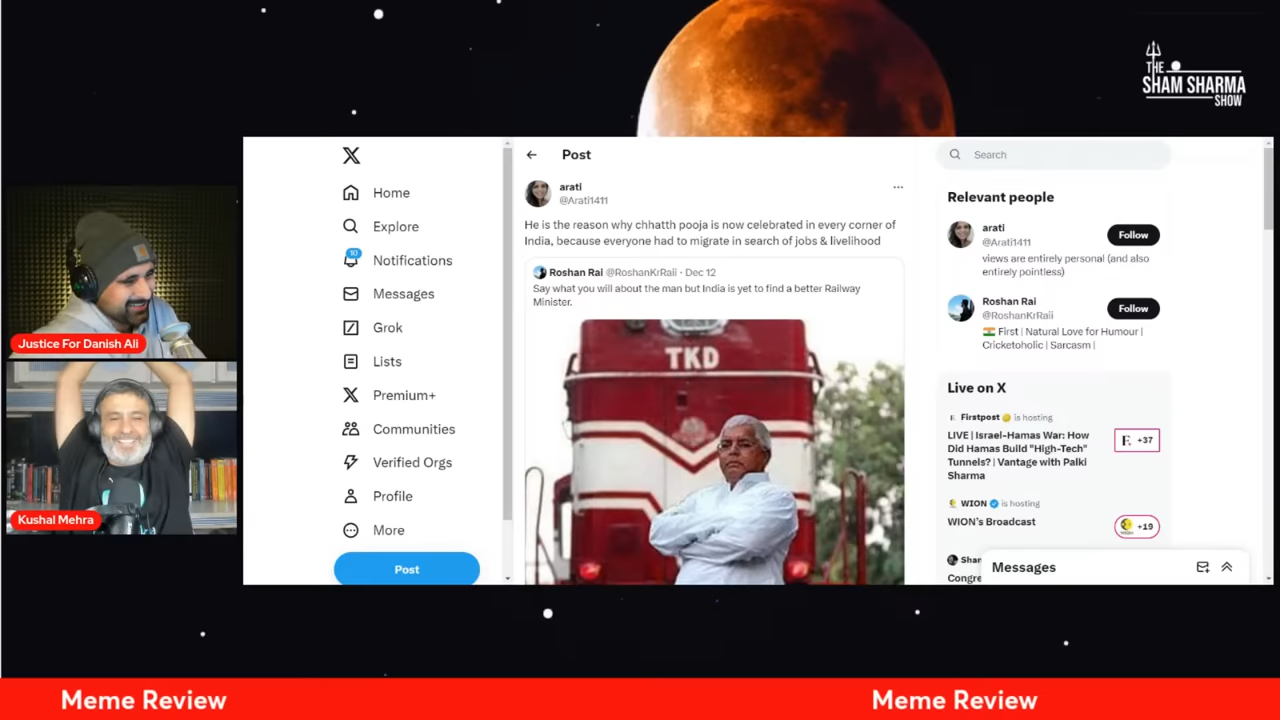 THE
SHAM SHARMA
SHOW
Post
Search
arati
@Arati1411
Relevant people
Home
He is the reason why chhatth pooja is now celebrated in every corner of
India, because everyone had to migrate in search of jobs & livelihood
Explore
arati
@Arati1411
Follow
views are entirely personal (and also
entirely pointless)
10
Notifications
Roshan Rai @RoshanKrRaii · Dec 12
Say what you will about the man but India is yet to find a better Railway
Minister.
Messages
Roshan Rai
@RoshanKrRaii
Follow
🇮🇳 First | Natural Love for Humour |
Cricketoholic | Sarcasm |
Grok
TKD
Lists
Premium+
Live on X
Communities
Firstpost is hosting
LIVE | Israel-Hamas War: How
Did Hamas Build "High-Tech"
Tunnels? | Vantage with Palki
Sharma
F. +37
Verified Orgs
Profile
WION is hosting
WION's Broadcast
+19
More
Shar
Congre
Post
Messages
Justice For Danish Ali
Kushal Mehra
Meme Review
Meme Review